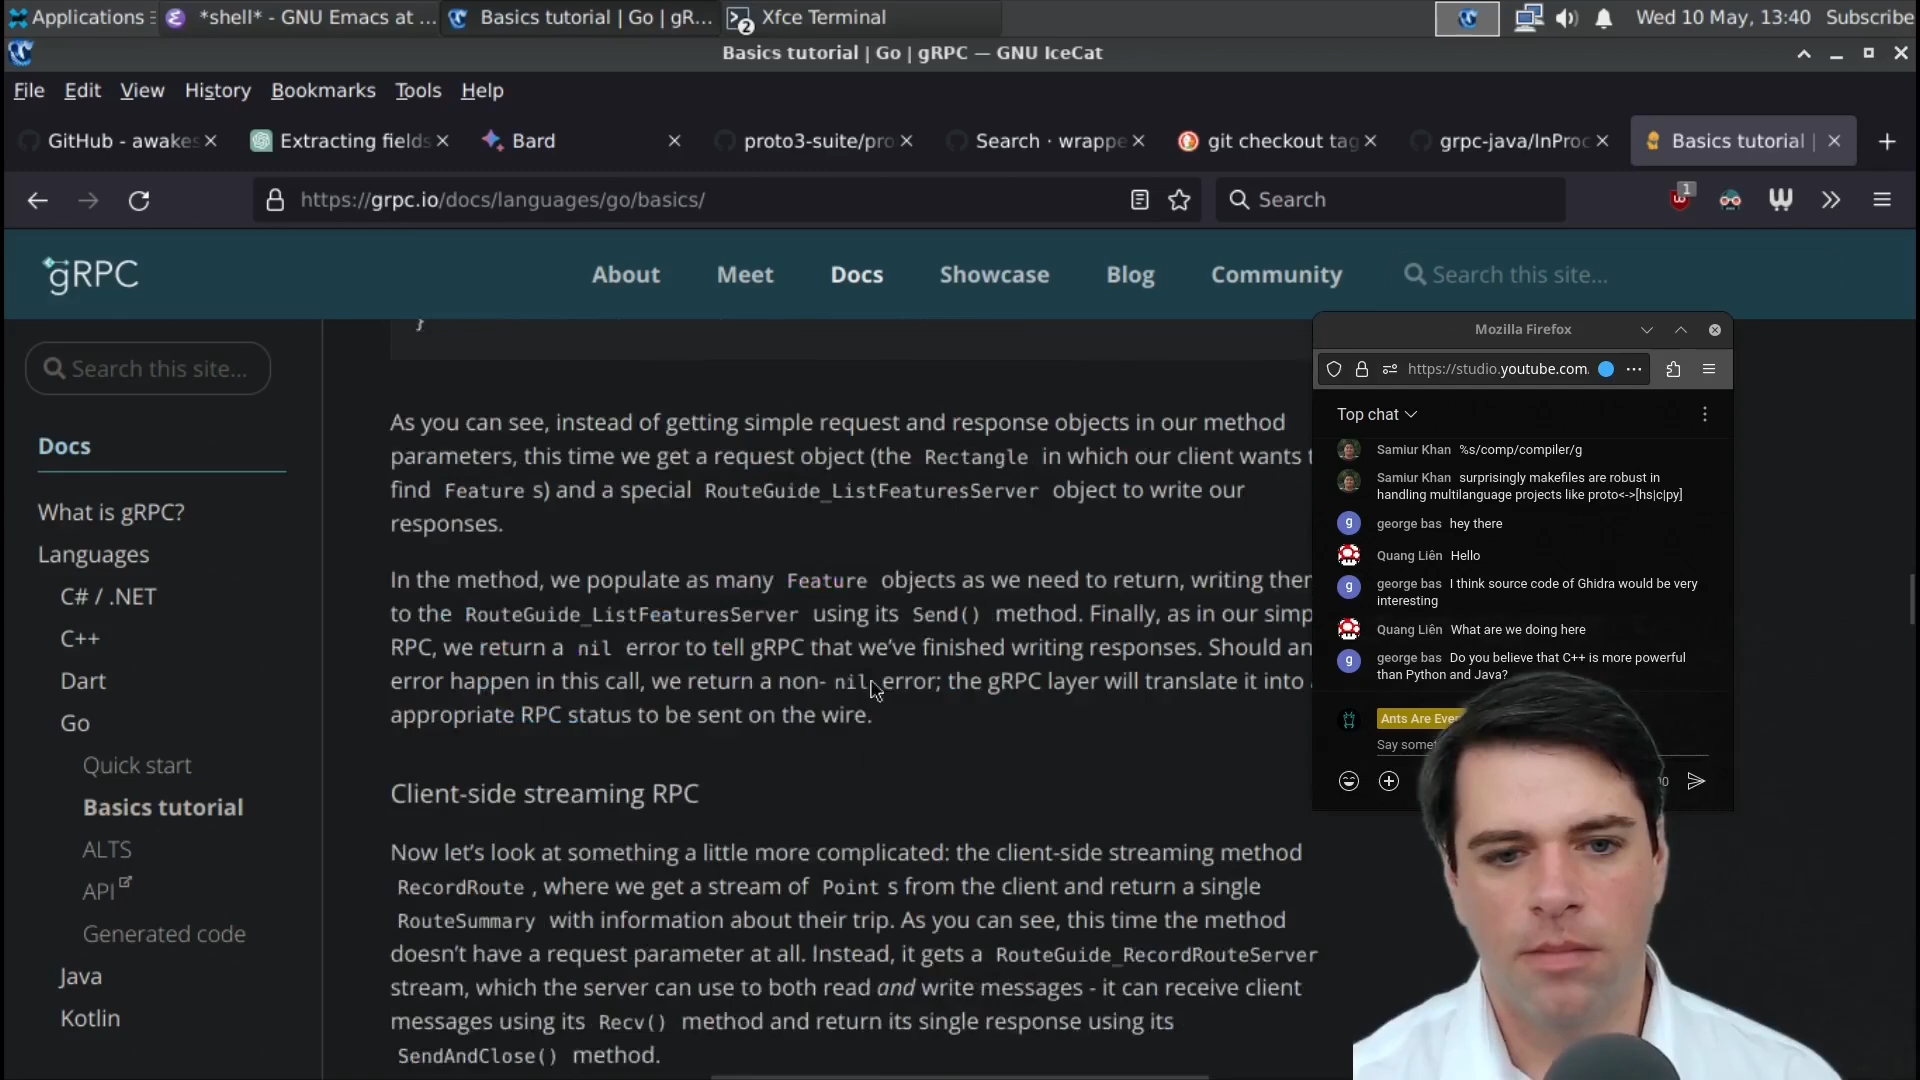 Applications
*shell* - GNU Emacs at ...
Basics tutorial | Go | gR...
2
Xfce Terminal
Wed 10 May, 13:40
Subscribe
Basics tutorial | Go | gRPC — GNU IceCat
File Edit View History Bookmarks Tools Help
GitHub - awakes
Extracting fields
Bard
proto3-suite/pro
Search · wrappe
git checkout tag
grpc-java/InProc
Basics tutorial |
https://grpc.io/docs/languages/go/basics/
Search
1
gRPC
About Meet Docs Showcase Blog Community
Search this site...
}
Search this site...
Docs
What is gRPC?
Languages
C# / .NET
C++
Dart
Go
Quick start
Basics tutorial
ALTS
API
Generated code
Java
Kotlin
As you can see, instead of getting simple request and response objects in our method
parameters, this time we get a request object (the Rectangle in which our client wants
find Feature s) and a special RouteGuide_ListFeaturesServer object to write our
responses.
In the method, we populate as many Feature objects as we need to return, writing
to the RouteGuide_ListFeaturesServer using its Send() method. Finally, as in our
RPC, we return a nil error to tell gRPC that we've finished writing responses. Should
error happen in this call, we return a non- nil error; the gRPC layer will translate it into
appropriate RPC status to be sent on the wire.
Client-side streaming RPC
Now let's look at something a little more complicated: the client-side streaming method
RecordRoute , where we get a stream of Point s from the client and return a single
RouteSummary with information about their trip. As you can see, this time the method
doesn't have a request parameter at all. Instead, it gets a RouteGuide_RecordRouteServer
stream, which the server can use to both read and write messages - it can receive client
messages using its Recv() method and return its single response using its
SendAndClose() method.
Mozilla Firefox
https://studio.youtube.com.
Top chat
Samiur Khan %s/comp/compiler/g
Samiur Khan surprisingly makefiles are robust in
handling multilanguage projects like proto<->[hs|c|py]
george bas hey there
Quang Liên Hello
george bas I think source code of Ghidra would be very
interesting
Quang Liên What are we doing here
george bas Do you believe that C++ is more powerful
than Python and Java?
Ants Are
Say